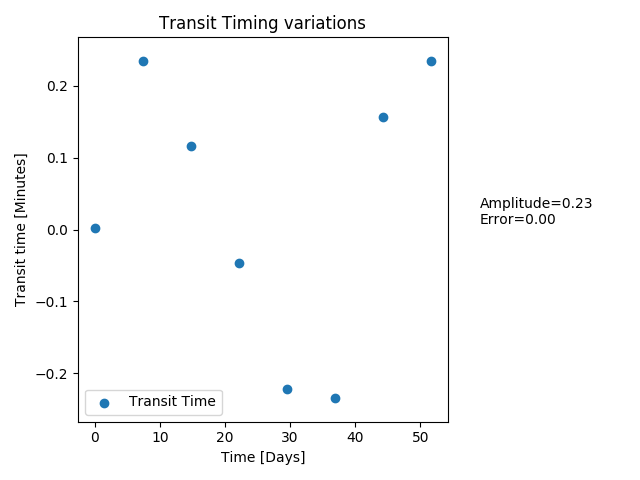 Transit Timing variations
Transit time [Minutes]
0.2
0.1
0.0
−0.1
−0.2
Amplitude=0.23
Error=0.00
Transit Time
0 10 20 30 40 50
Time [Days]